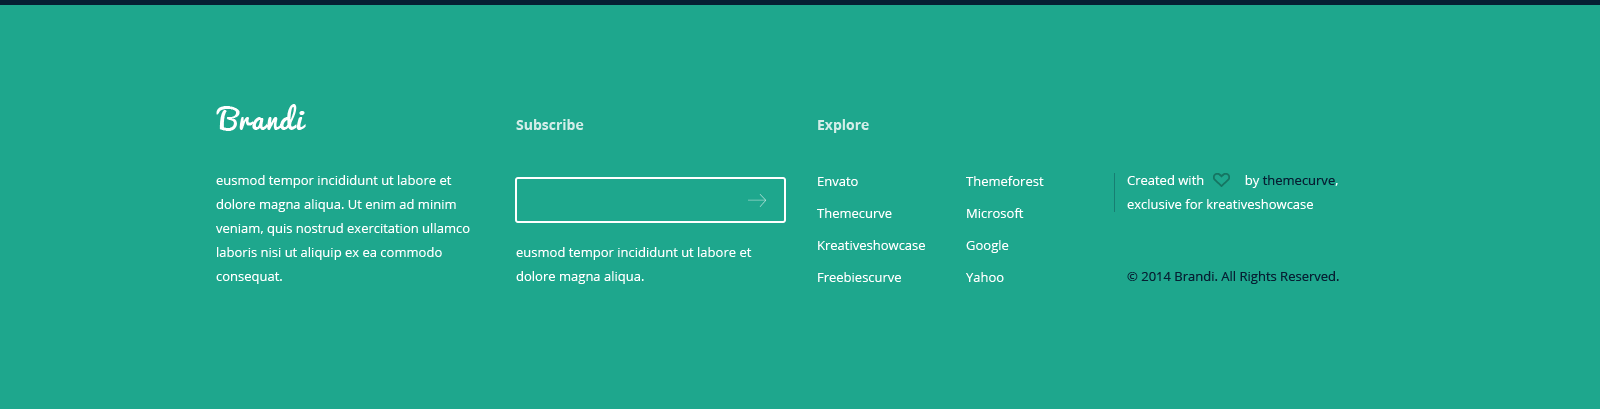 Brandi
eusmod tempor incididunt ut labore et
dolore magna aliqua. Ut enim ad minim
veniam, quis nostrud exercitation ullamco
laboris nisi ut aliquip ex ea commodo
consequat.
Subscribe
eusmod tempor incididunt ut labore et
dolore magna aliqua.
Explore
Envato
Themecurve
Kreativeshowcase
Freebiescurve
Themeforest
Microsoft
Google
Yahoo
Created with by themecurve,
exclusive for kreativeshowcase
© 2014 Brandi. All Rights Reserved.